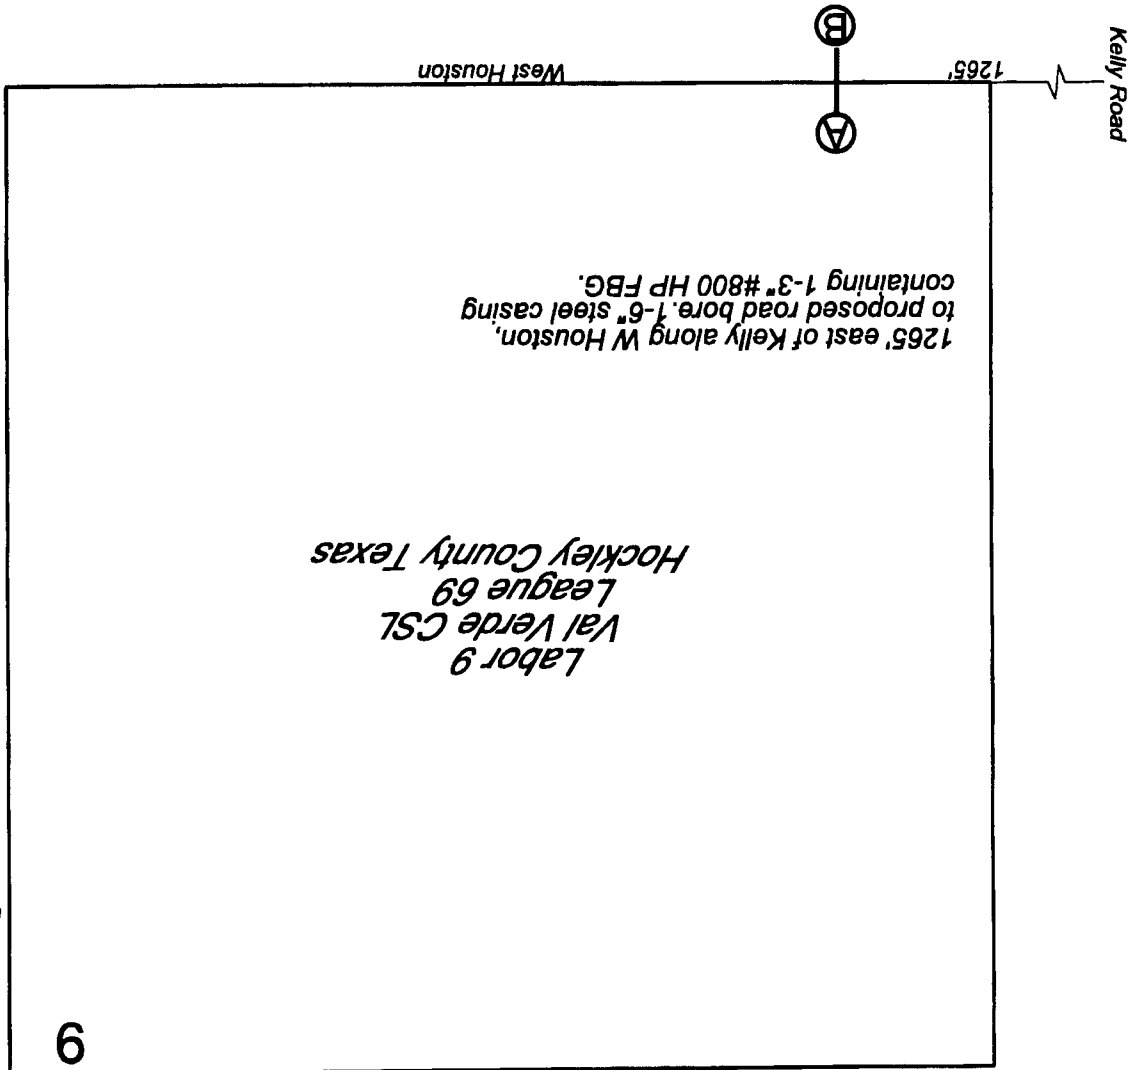 9
Labor 9
Val Verde CSL
League 69
Hockley County Texas
1265' east of Kelly along W Houston,
to proposed road bore.1-6" steel casing
containing 1-3" #800 HP FBG.
A
Kelly Road
1265'
West Houston
B